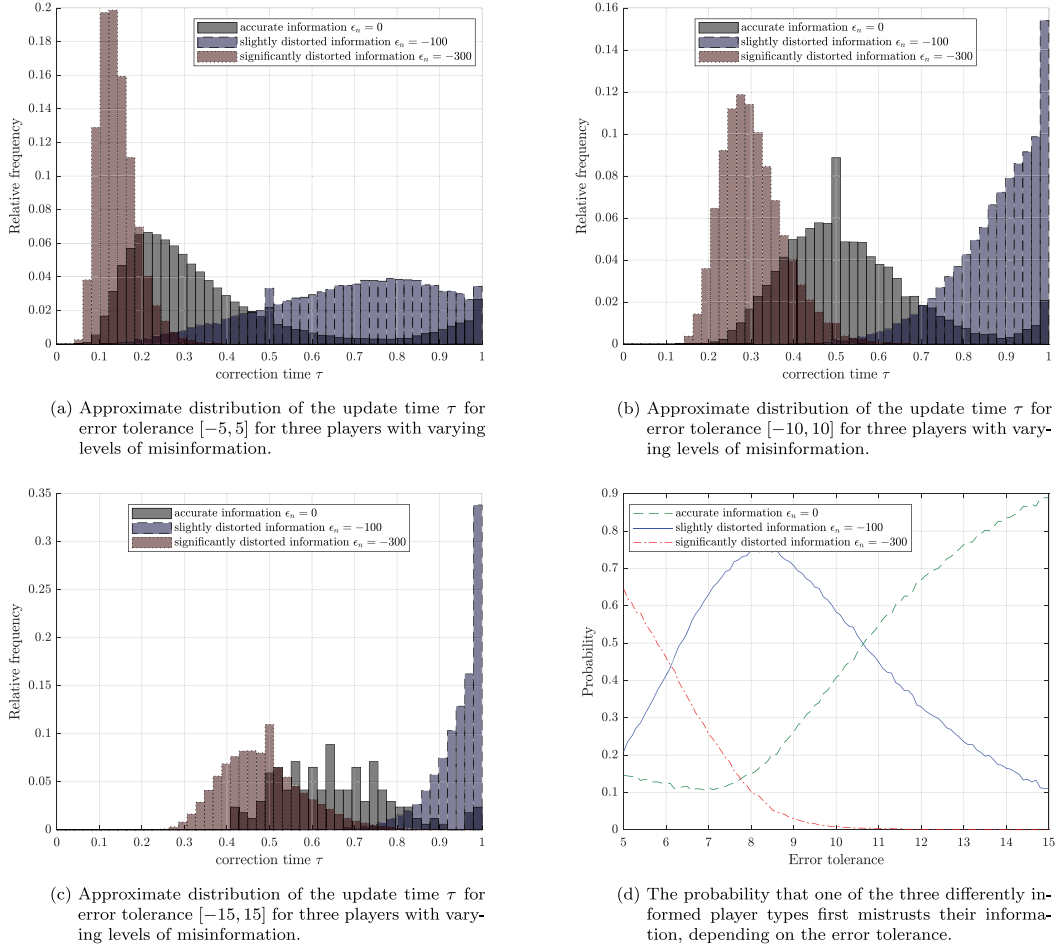 accurate information ϵₙ = 0
slightly distorted information ϵₙ = −100
significantly distorted information ϵₙ = −300
Relative frequency
0.2
0.18
0.16
0.14
0.12
0.1
0.08
0.06
0.04
0.02
0
0 0.1 0.2 0.3 0.4 0.5 0.6 0.7 0.8 0.9 1
correction time τ
(a) Approximate distribution of the update time τ for
error tolerance [−5, 5] for three players with varying
levels of misinformation.
accurate information ϵₙ = 0
slightly distorted information ϵₙ = −100
significantly distorted information ϵₙ = −300
Relative frequency
0.16
0.14
0.12
0.1
0.08
0.06
0.04
0.02
0
0 0.1 0.2 0.3 0.4 0.5 0.6 0.7 0.8 0.9 1
correction time τ
(b) Approximate distribution of the update time τ for
error tolerance [−10, 10] for three players with vary-
ing levels of misinformation.
accurate information ϵₙ = 0
slightly distorted information ϵₙ = −100
significantly distorted information ϵₙ = −300
Relative frequency
0.35
0.3
0.25
0.2
0.15
0.1
0.05
0
0 0.1 0.2 0.3 0.4 0.5 0.6 0.7 0.8 0.9 1
correction time τ
(c) Approximate distribution of the update time τ for
error tolerance [−15, 15] for three players with vary-
ing levels of misinformation.
accurate information ϵₙ = 0
slightly distorted information ϵₙ = −100
significantly distorted information ϵₙ = −300
Probability
0.9
0.8
0.7
0.6
0.5
0.4
0.3
0.2
0.1
0
5 6 7 8 9 10 11 12 13 14 15
Error tolerance
(d) The probability that one of the three differently in-
formed player types first mistrusts their informa-
tion, depending on the error tolerance.